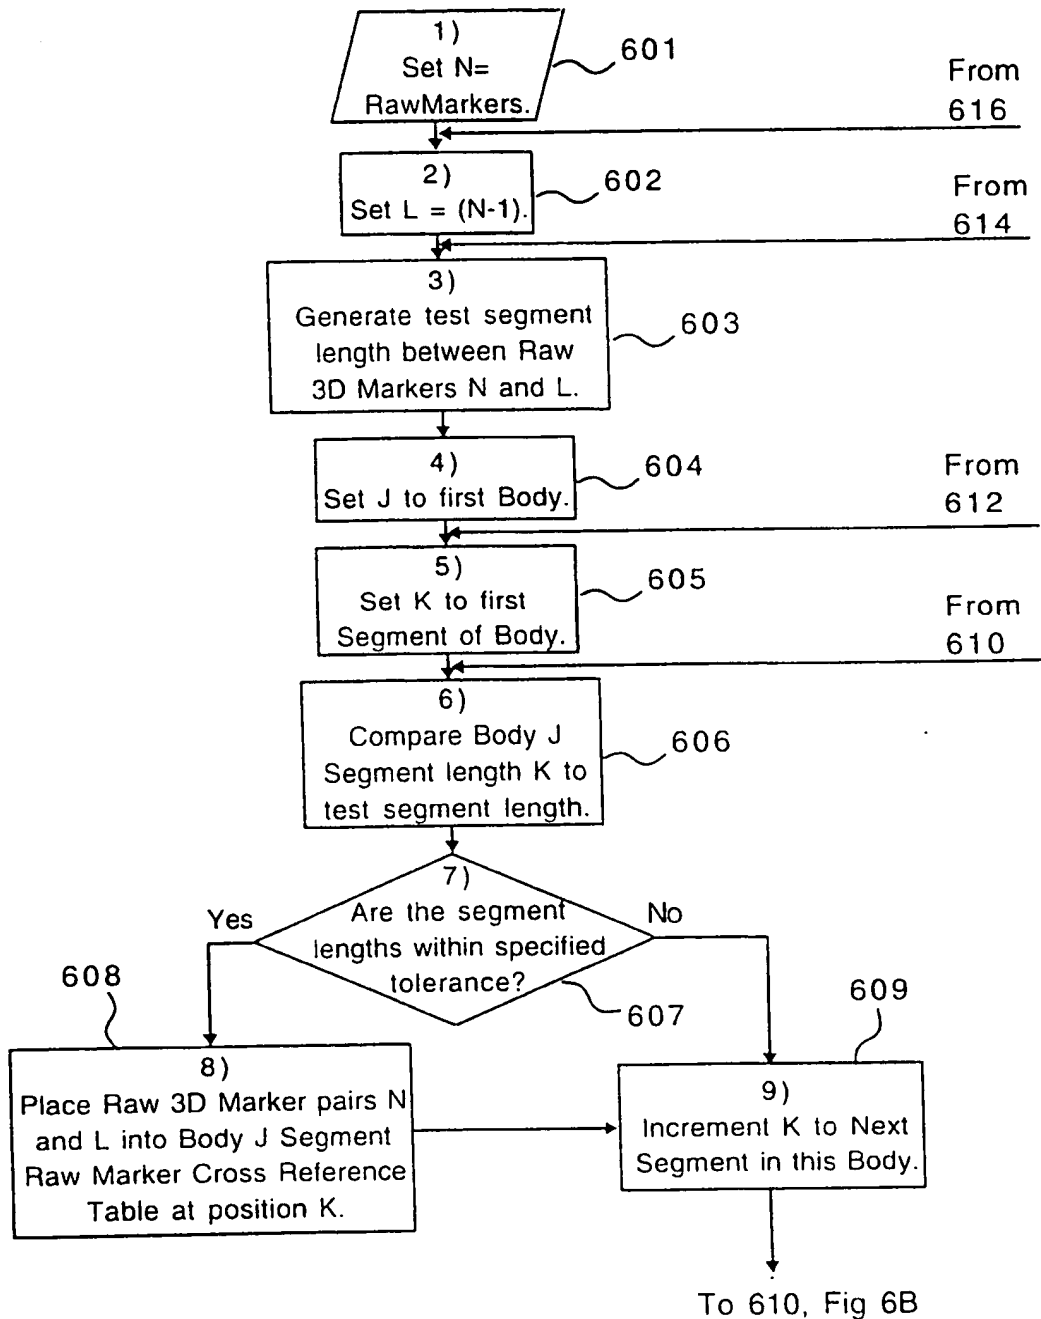 1)
Set N=
RawMarkers.
601
From
616
2)
Set L = (N-1).
602
From
614
3)
Generate test segment
length between Raw
3D Markers N and L.
603
4)
Set J to first Body.
604
From
612
5)
Set K to first
Segment of Body.
605
From
610
6)
Compare Body J
Segment length K to
test segment length.
606
7)
Are the segment
lengths within specified
tolerance?
Yes
No
607
608
609
8)
Place Raw 3D Marker pairs N
and L into Body J Segment
Raw Marker Cross Reference
Table at position K.
9)
Increment K to Next
Segment in this Body.
To 610, Fig 6B